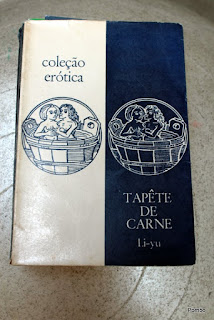 coleção
erótica
TAPÊTE
DE
CARNE
Li-yu